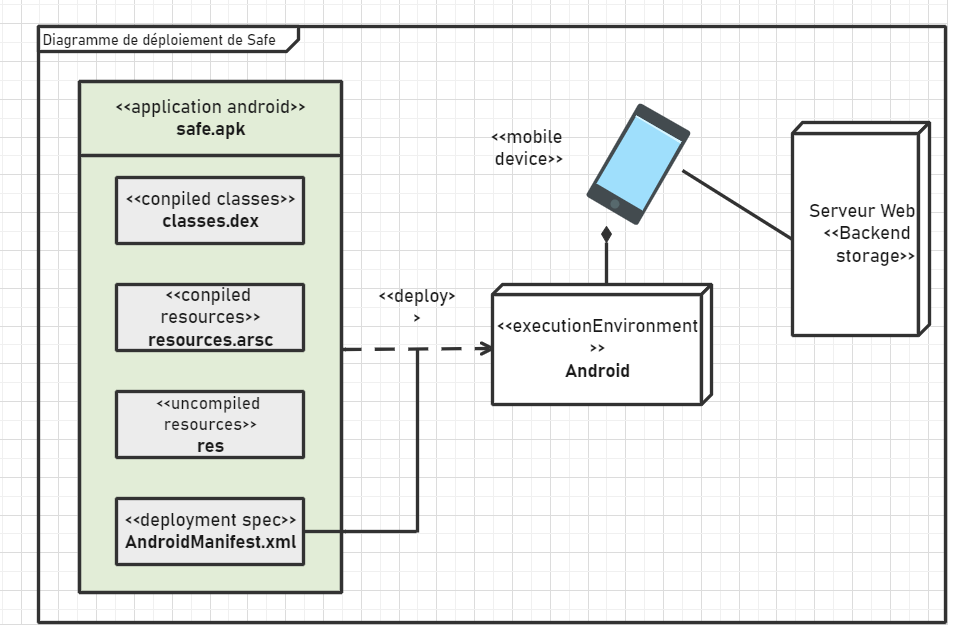 Diagramme de déploiement de Safe
<<application android>>
safe.apk
<<conpiled classes>>
classes.dex
<<conpiled
resources>>
resources.arsc
<<uncompiled
resources>>
res
<<deployment spec>>
AndroidManifest.xml
<<deploy>
>
<<mobile
device>>
<<executionEnvironment
>>
Android
Serveur Web
<<Backend
storage>>